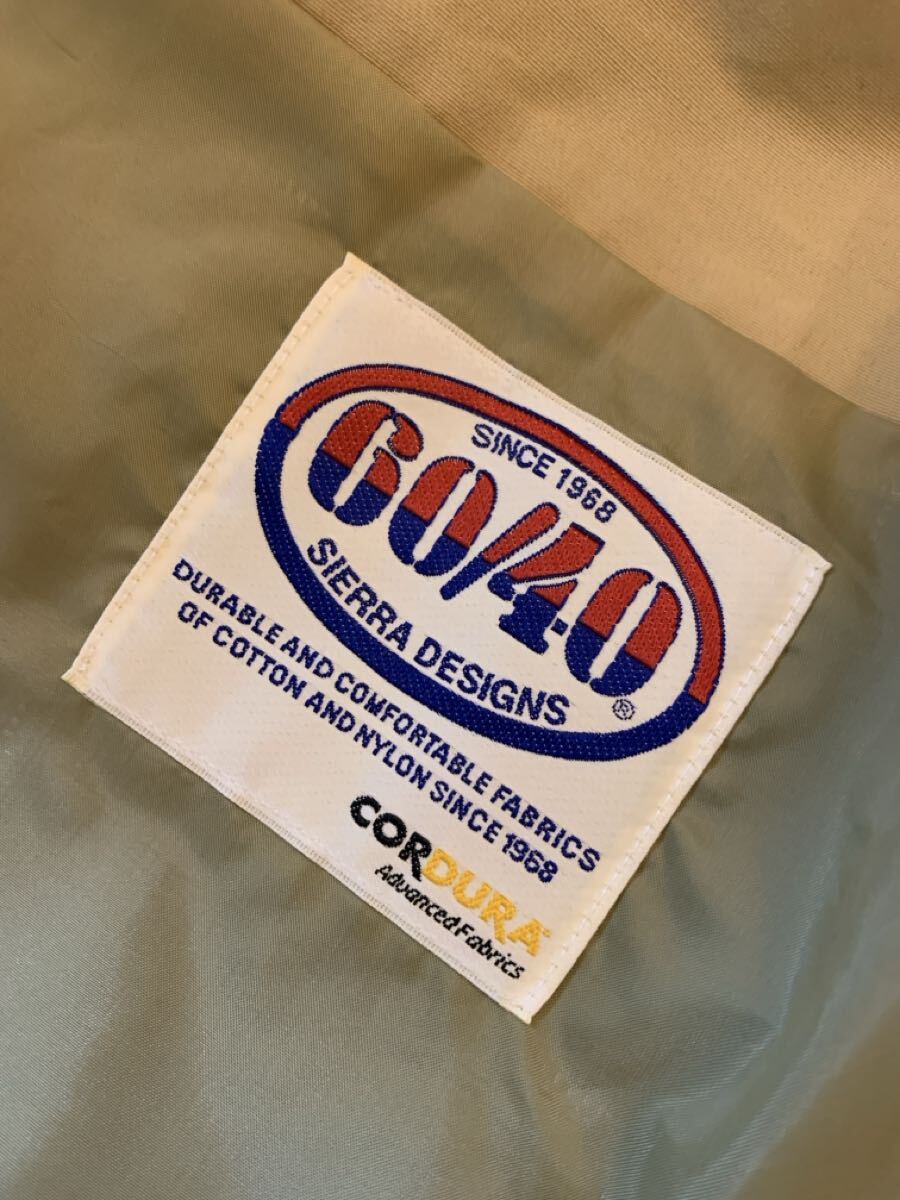 SINCE 1968
60/40
SIERRA DESIGNS
®
DURABLE AND COMFORTABLE FABRICS
OF COTTON AND NYLON SINCE 1968
CORDURA
Advanced Fabrics